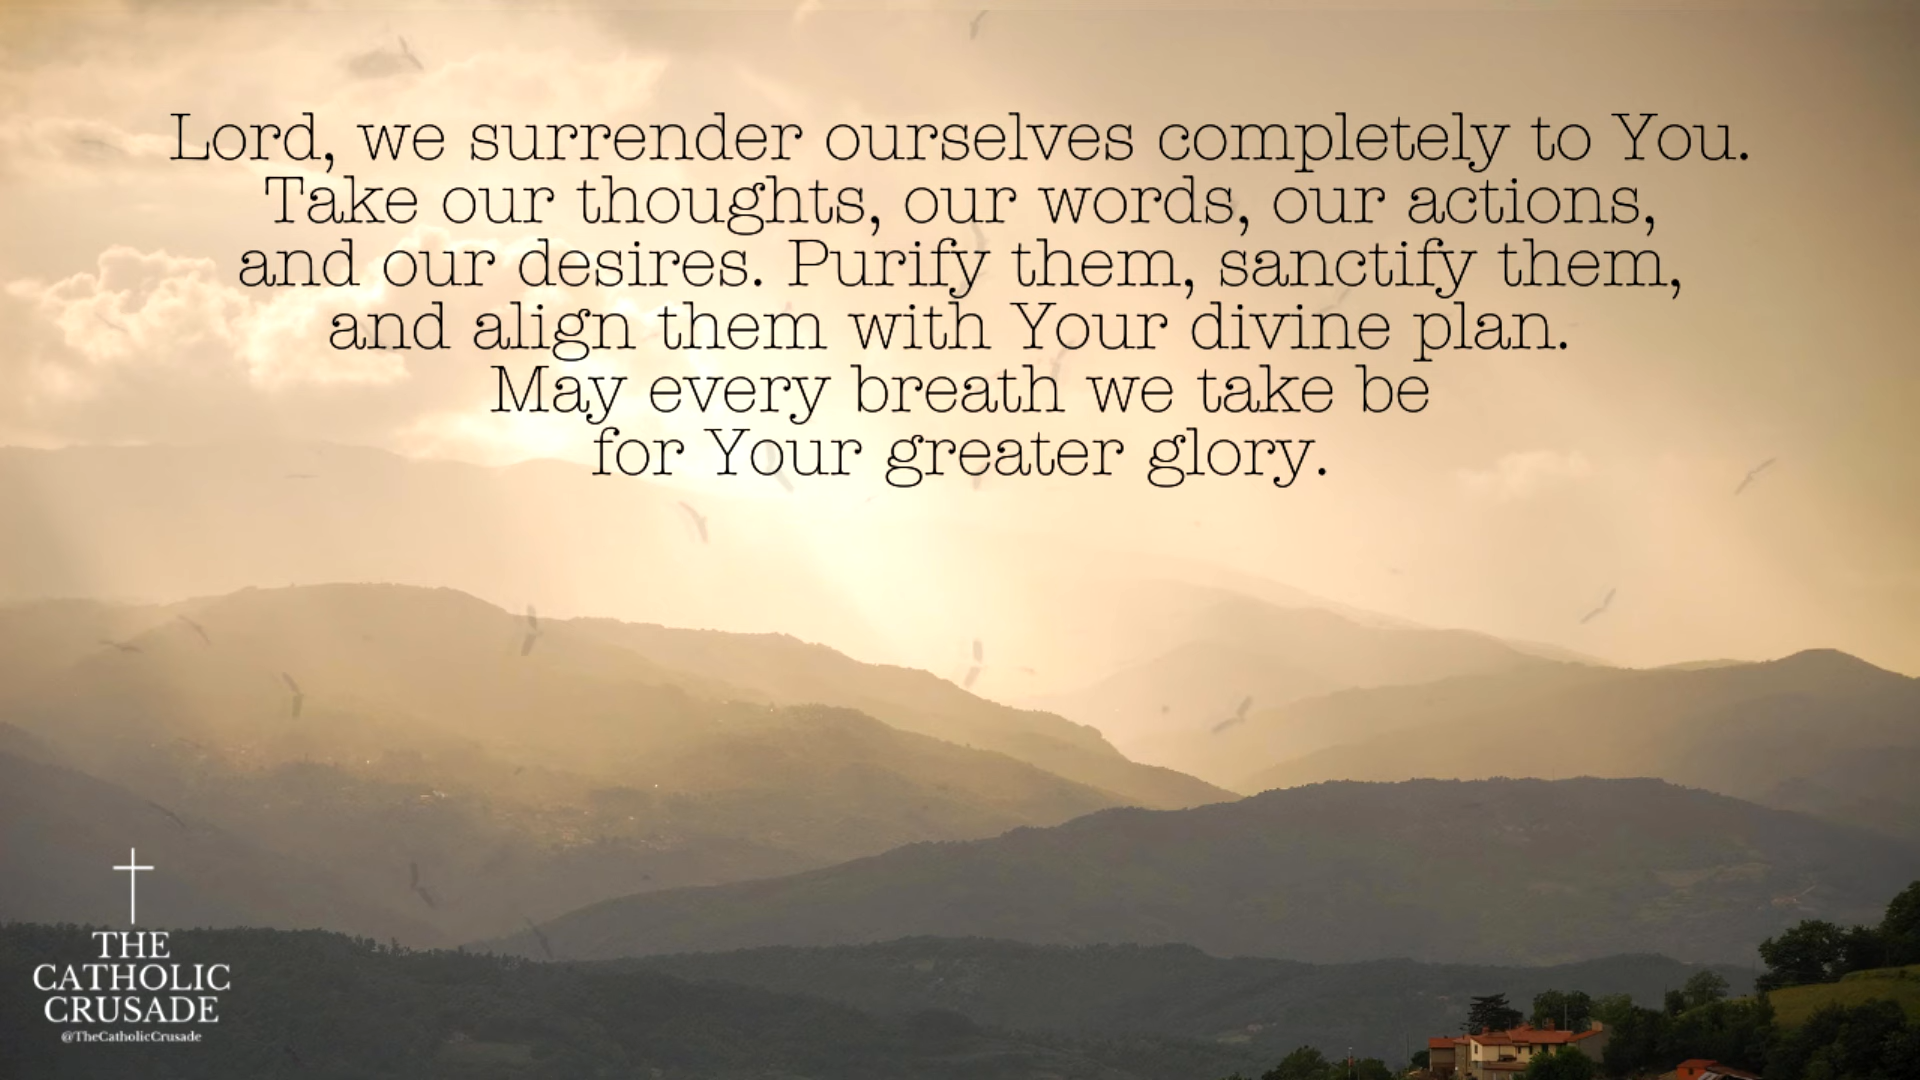 Lord, we surrender ourselves completely to You.
Take our thoughts, our words, our actions,
and our desires. Purify them, sanctify them,
and align them with Your divine plan.
May every breath we take be
for Your greater glory.
THE
CATHOLIC
CRUSADE
@TheCatholicCrusade